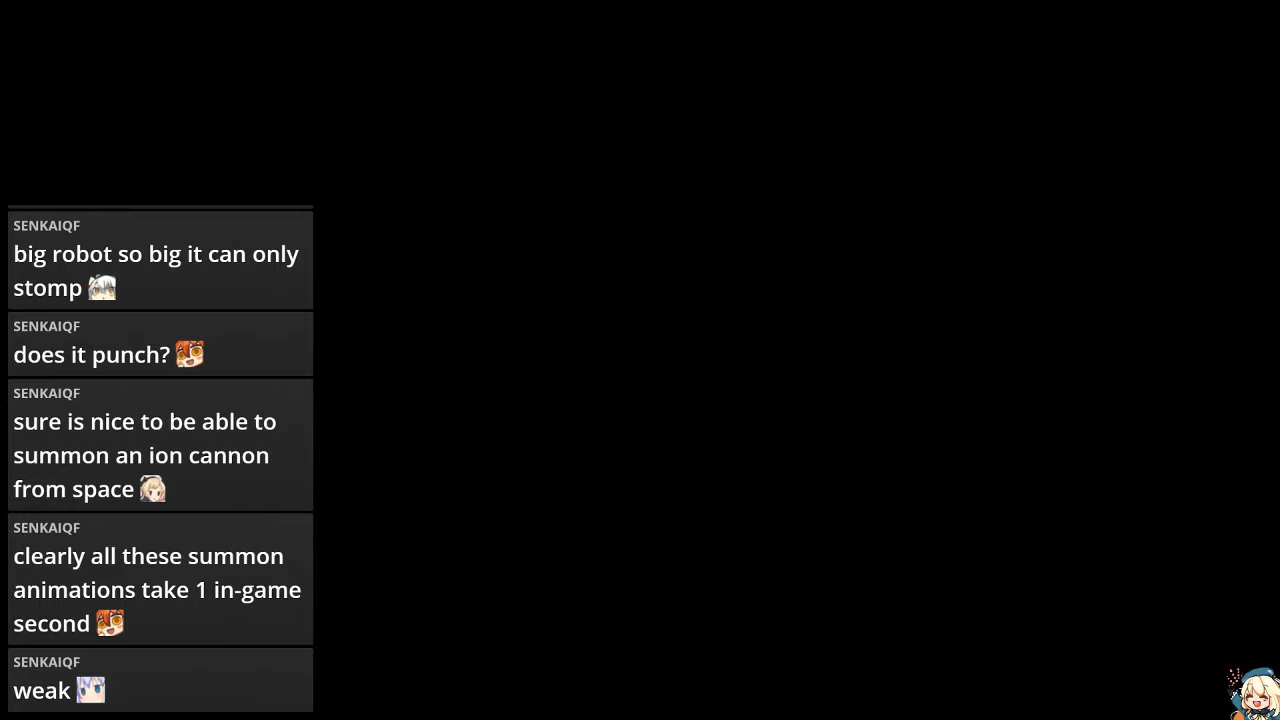 SENKAIQF
big robot so big it can only
stomp
SENKAIQF
does it punch?
SENKAIQF
sure is nice to be able to
summon an ion cannon
from space
SENKAIQF
clearly all these summon
animations take 1 in-game
second
SENKAIQF
weak